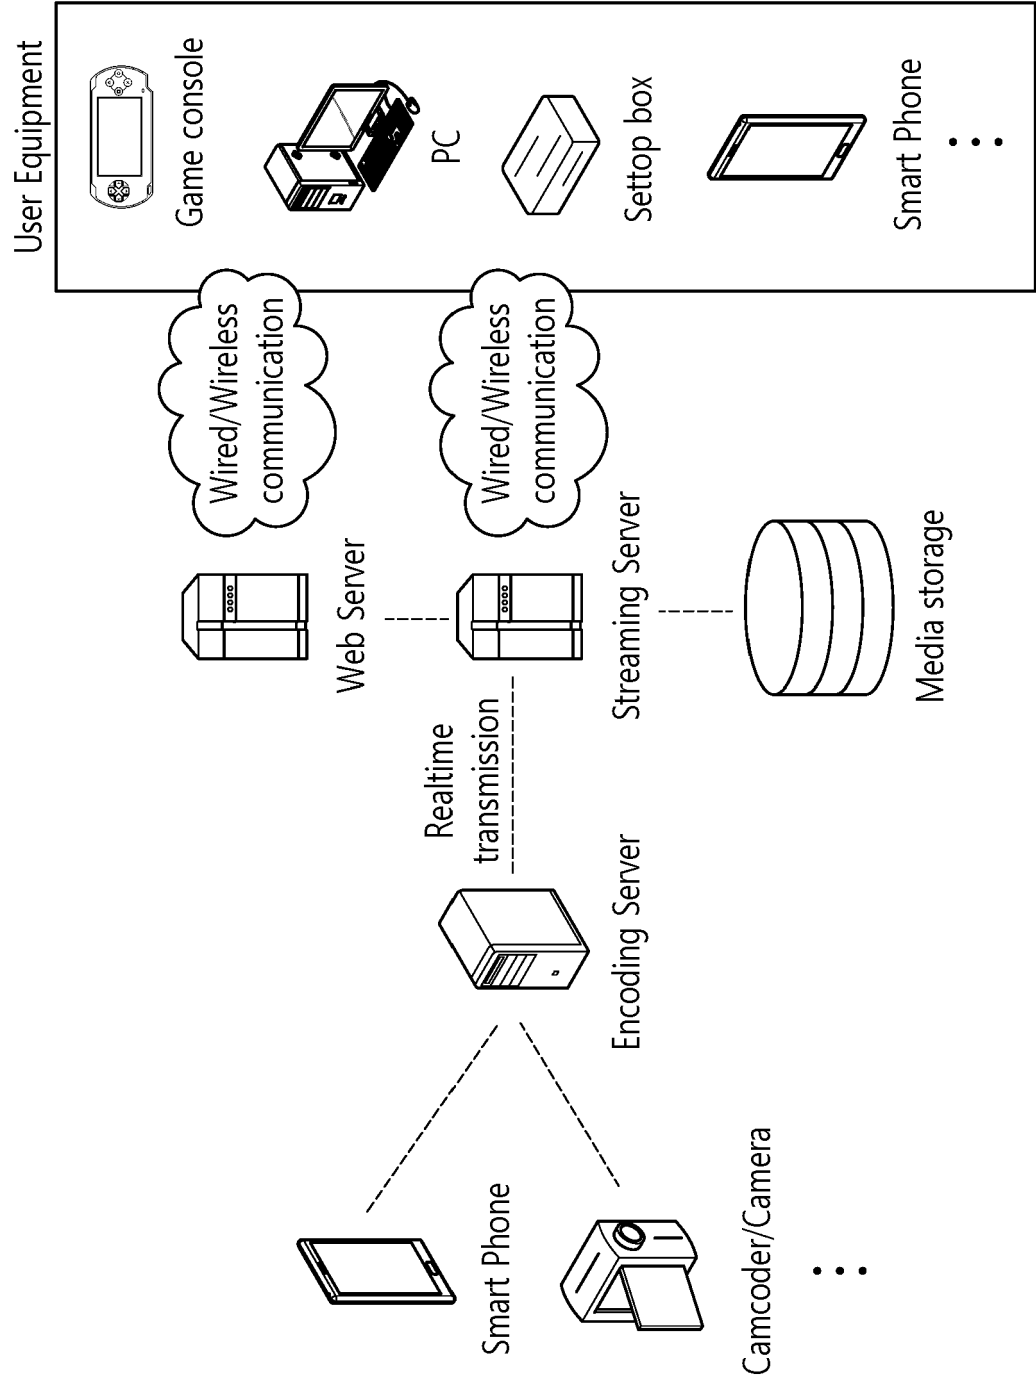 User Equipment
Game console
PC
Settop box
Smart Phone
Wired/Wireless
communication
Wired/Wireless
communication
Web Server
Streaming Server
Media storage
Realtime
transmission
Encoding Server
Smart Phone
Camcoder/Camera